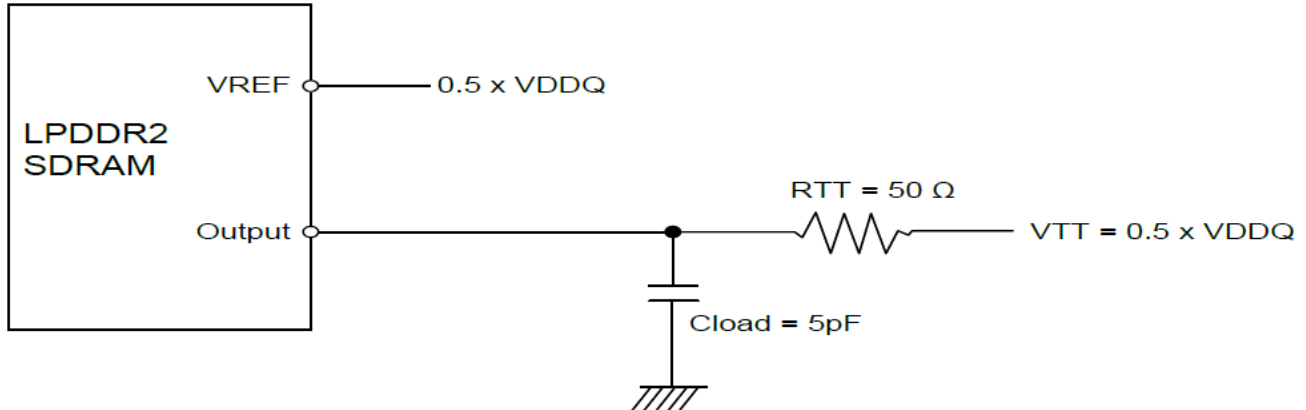 VREF
0.5 x VDDQ
LPDDR2
SDRAM
RTT = 50 Ω
Output
VTT = 0.5 x VDDQ
Cload = 5pF